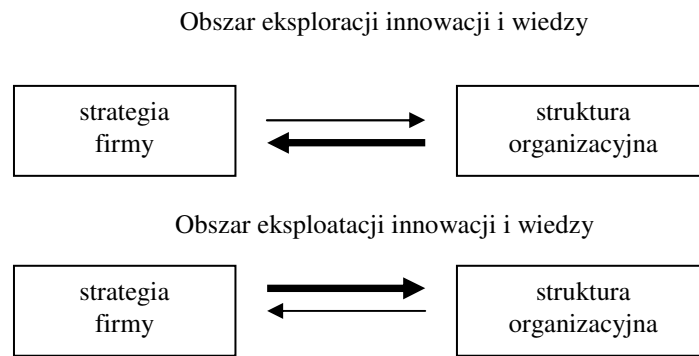 Obszar eksploracji innowacji i wiedzy
strategia
firmy
struktura
organizacyjna
Obszar eksploatacji innowacji i wiedzy
strategia
firmy
struktura
organizacyjna